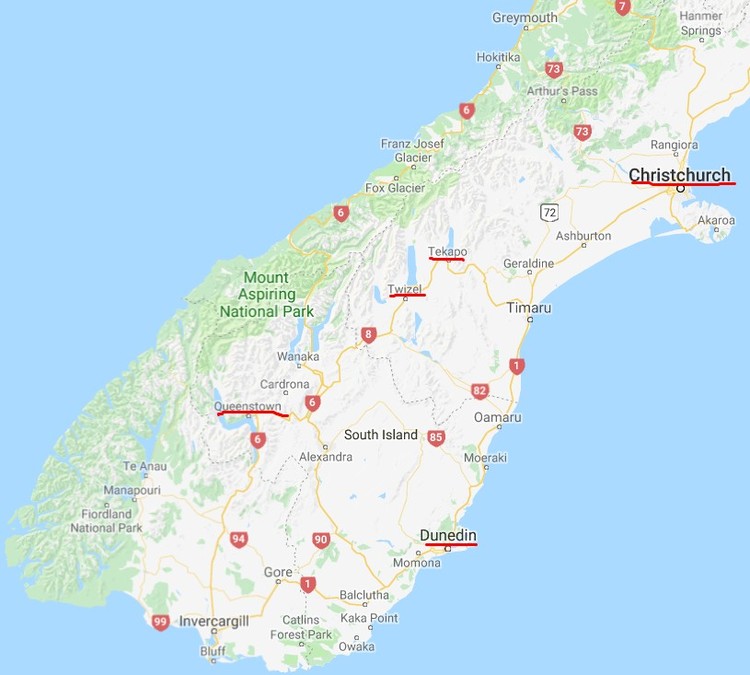 Greymouth
7
Hanmer
Springs
Hokitika
73
Arthur's Pass
6
73
Rangiora
Franz Josef
Glacier
Christchurch
Fox Glacier
6
72
Akaroa
Ashburton
Tekapo
Geraldine
Mount
Aspiring
National Park
Twizel
Timaru
8
Wanaka
1
Cardrona
82
6
Queenstown
Oamaru
South Island
85
6
Alexandra
Moeraki
Te Anau
Manapouri
Fiordland
National Park
Dunedin
94
90
Momona
Gore
1
Balclutha
99
Invercargill
Catlins
Forest Park
Kaka Point
Owaka
Bluff